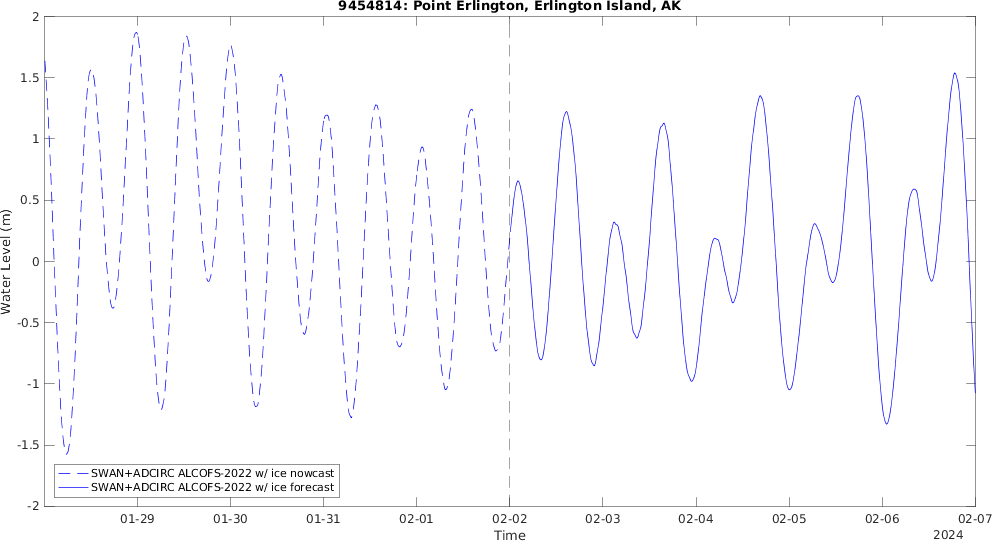 9454814: Point Erlington, Erlington Island, AK
Water Level (m)
2
1.5
1
0.5
0
-0.5
-1
-1.5
-2
SWAN+ADCIRC ALCOFS-2022 w/ ice nowcast
SWAN+ADCIRC ALCOFS-2022 w/ ice forecast
01-29 01-30 01-31 02-01 02-02 02-03 02-04 02-05 02-06 02-07
Time
2024